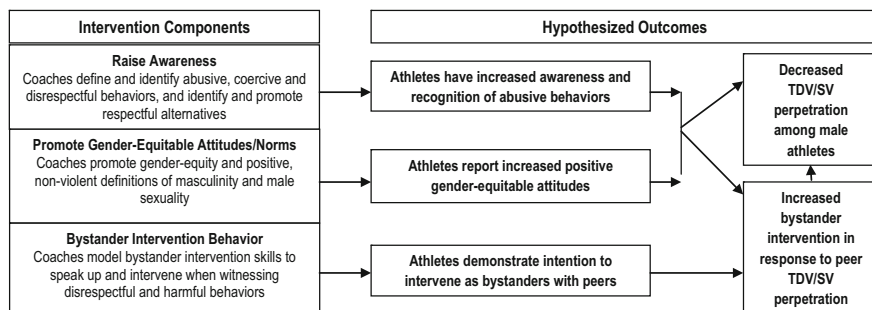 Intervention Components
Hypothesized Outcomes
Raise Awareness
Coaches define and identify abusive, coercive and
disrespectful behaviors, and identify and promote
respectful alternatives
Promote Gender-Equitable Attitudes/Norms
Coaches promote gender-equity and positive,
non-violent definitions of masculinity and male
sexuality
Bystander Intervention Behavior
Coaches model bystander intervention skills to
speak up and intervene when witnessing
disrespectful and harmful behaviors
Athletes have increased awareness and
recognition of abusive behaviors
Athletes report increased positive
gender-equitable attitudes
Athletes demonstrate intention to
intervene as bystanders with peers
Decreased
TDV/SV
perpetration
among male
athletes
Increased
bystander
intervention in
response to peer
TDV/SV
perpetration